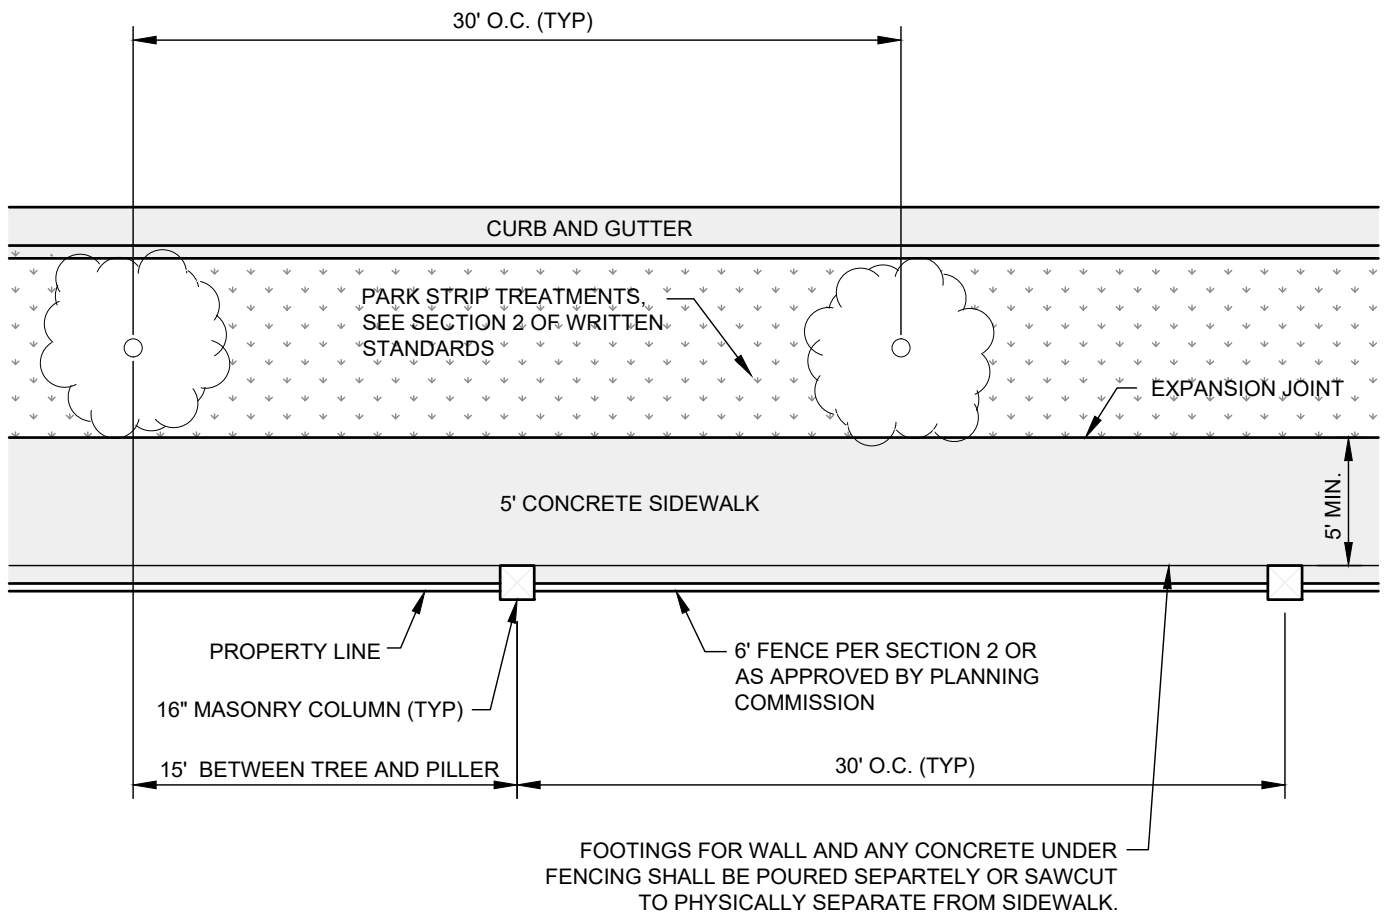 30' O.C. (TYP)
CURB AND GUTTER
PARK STRIP TREATMENTS,
SEE SECTION 2 OF WRITTEN
STANDARDS
EXPANSION JOINT
5' CONCRETE SIDEWALK
5' MIN.
PROPERTY LINE
6' FENCE PER SECTION 2 OR
AS APPROVED BY PLANNING
COMMISSION
16" MASONRY COLUMN (TYP)
15' BETWEEN TREE AND PILLER
30' O.C. (TYP)
FOOTINGS FOR WALL AND ANY CONCRETE UNDER
FENCING SHALL BE POURED SEPARTELY OR SAWCUT
TO PHYSICALLY SEPARATE FROM SIDEWALK.